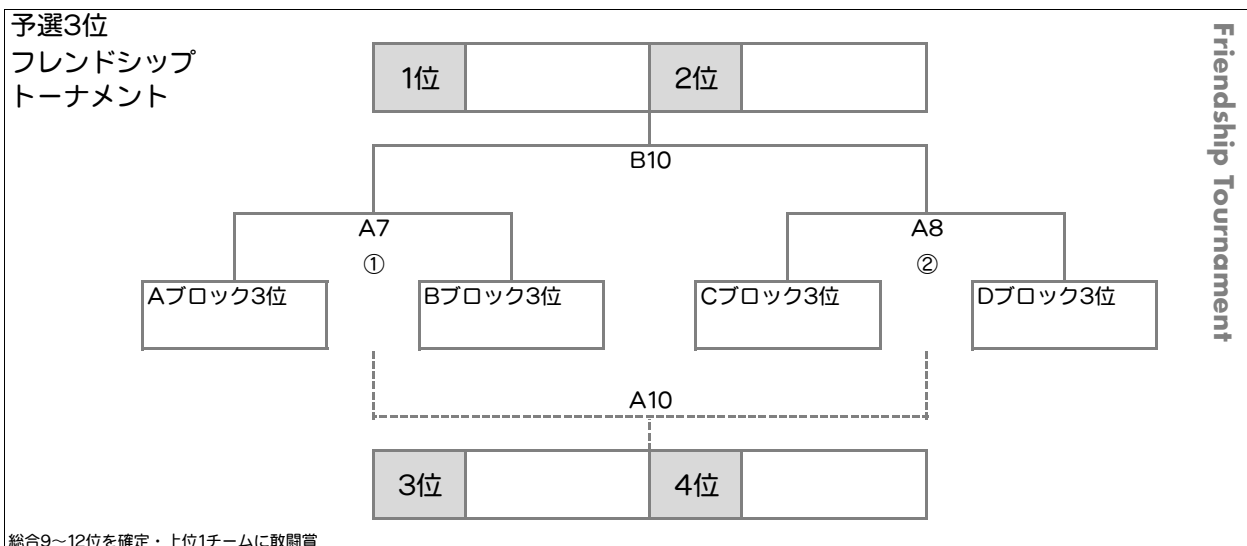 予選3位
フレンドシップ
トーナメント
Friendship Tournament
1位
2位
B10
A7
A8
①
②
Aブロック3位
Bブロック3位
Cブロック3位
Dブロック3位
A10
3位
4位
総合9~12位を確定・上位1チームに敢闘賞